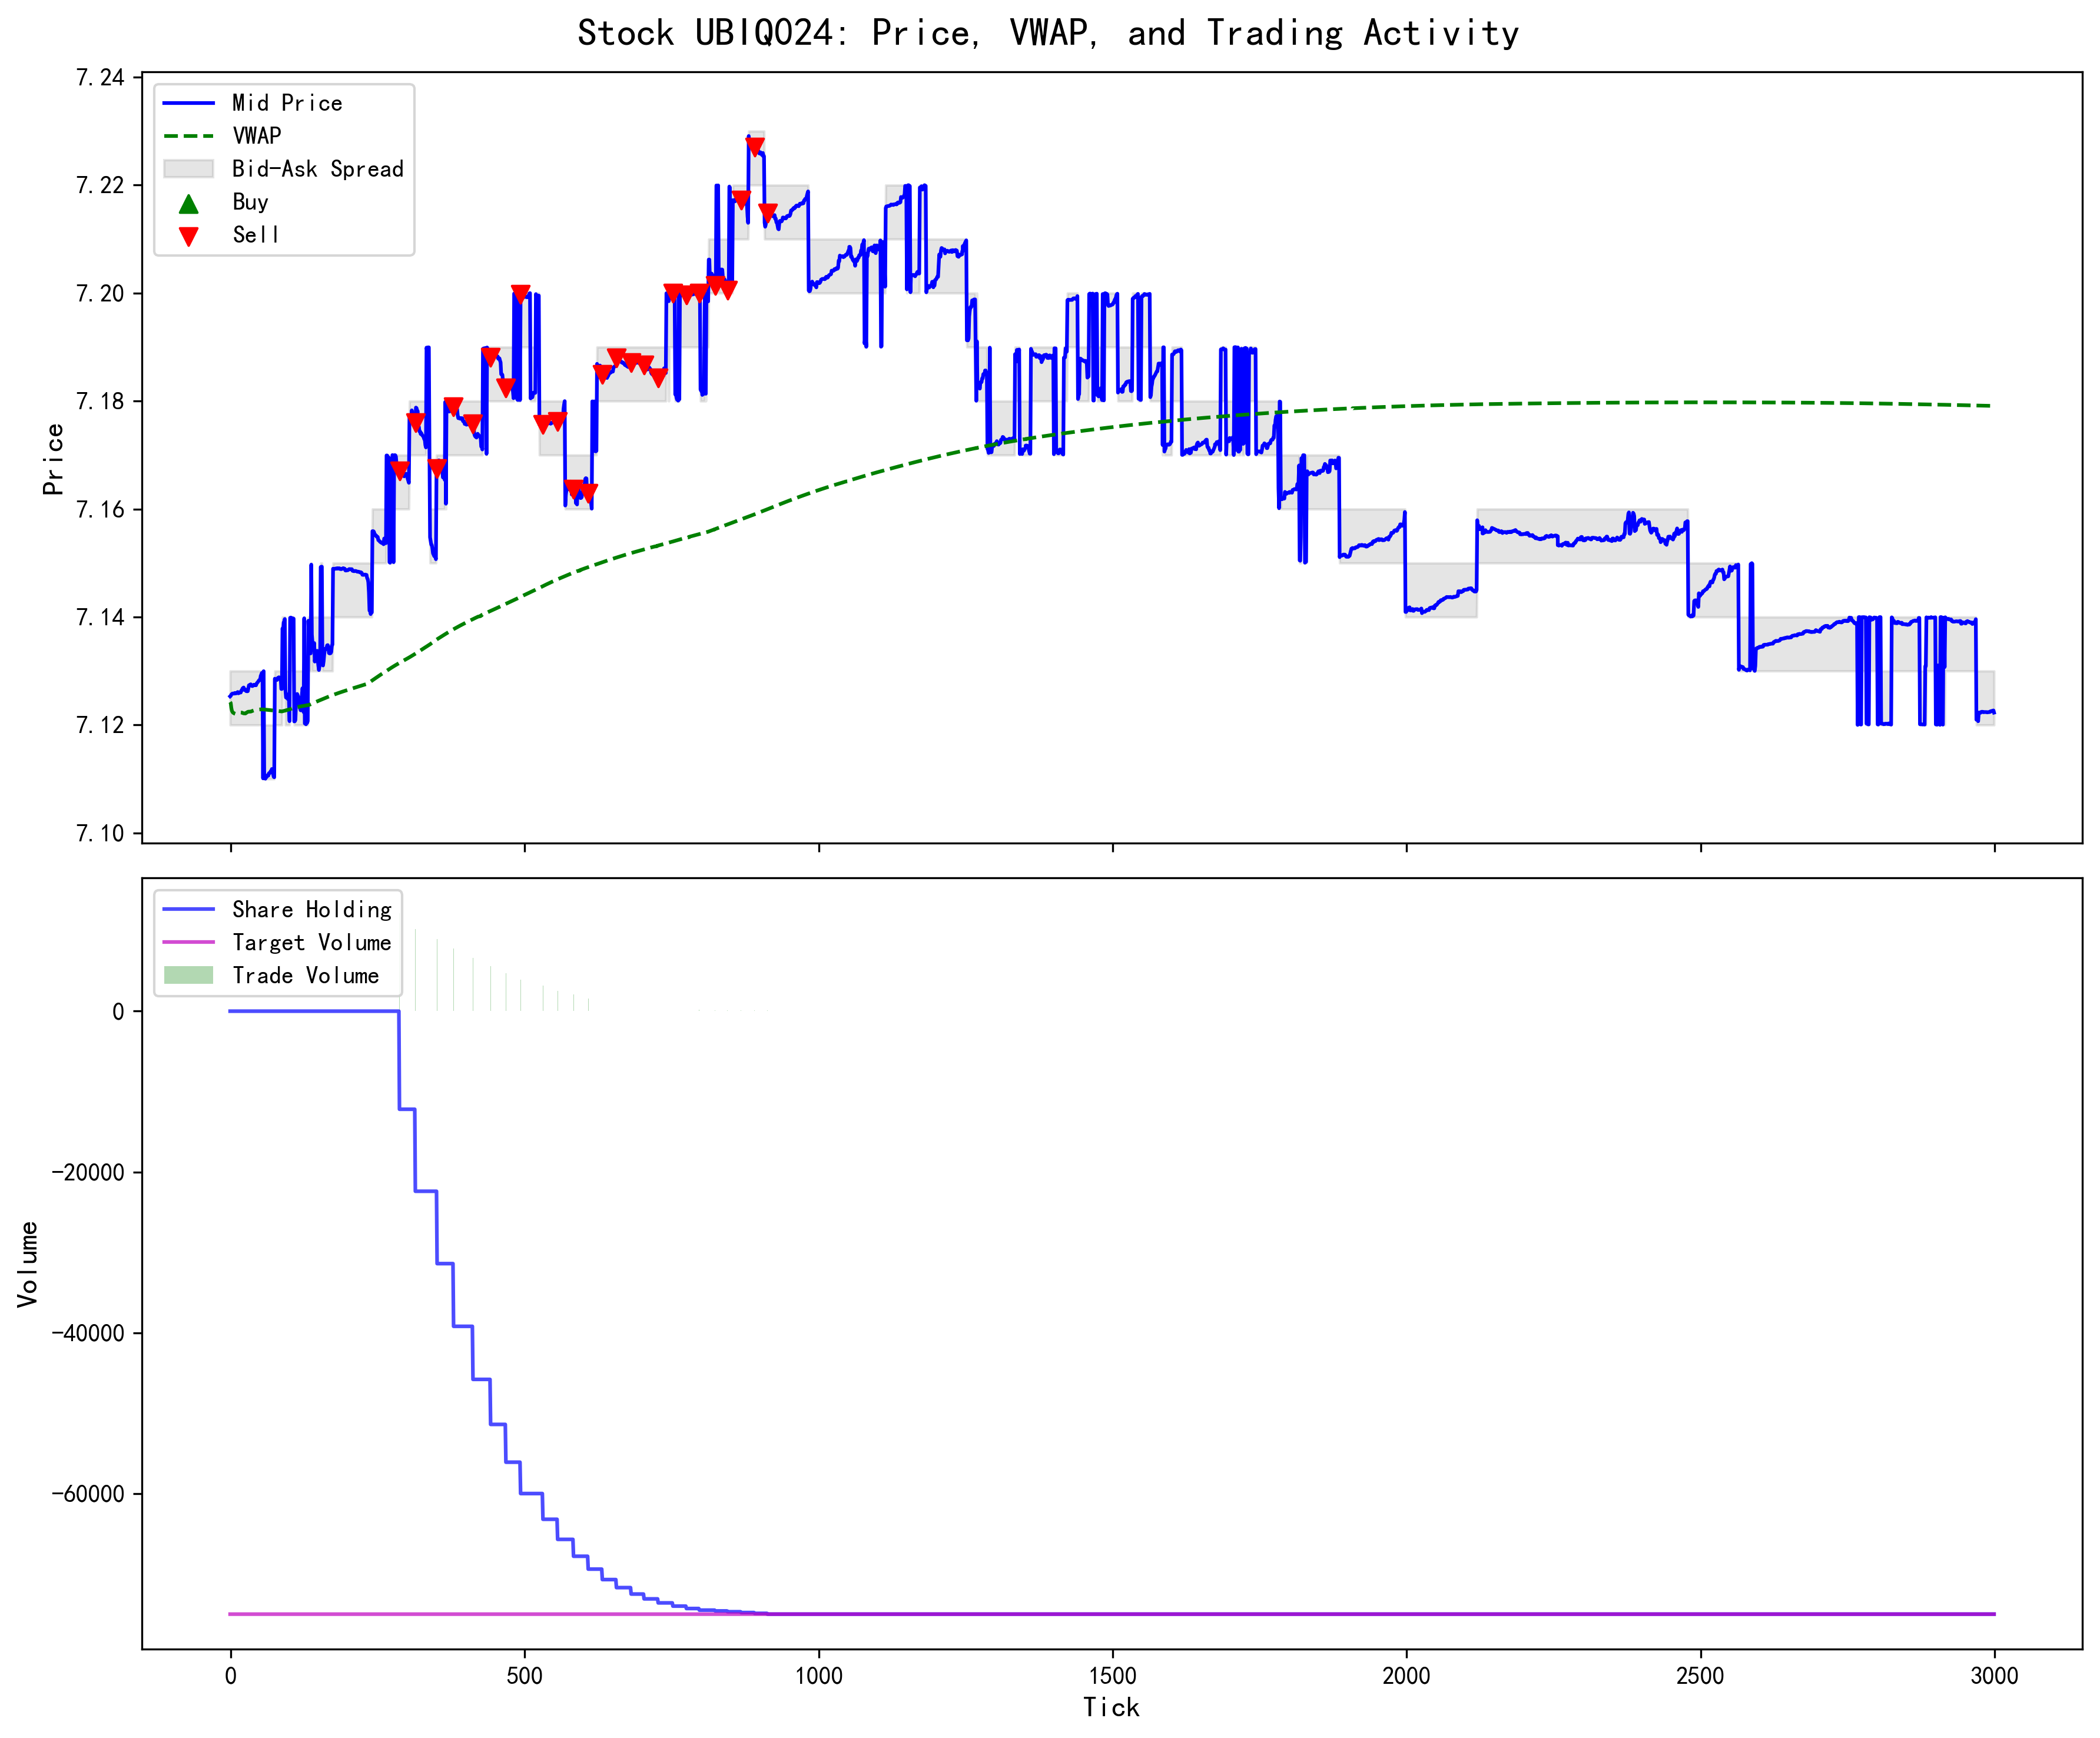 Stock UBIQ024: Price, VWAP, and Trading Activity
7.24
7.22
7.20
7.18
7.16
7.14
7.12
7.10
Price
Mid Price
VWAP
Bid-Ask Spread
Buy
Sell
0
-20000
-40000
-60000
Volume
Share Holding
Target Volume
Trade Volume
0 500 1000 1500 2000 2500 3000
Tick